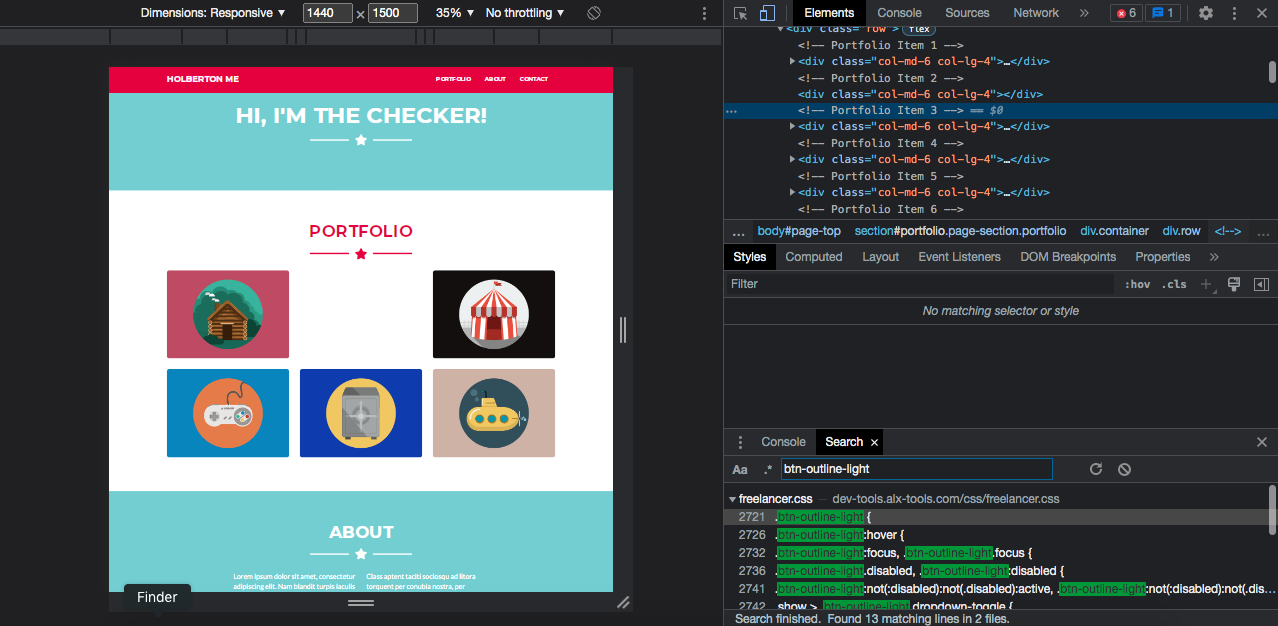 Dimensions: Responsive ▼ 1440 × 1500 35% ▼ No throttling ▼
HOLBERTON ME PORTFOLIO ABOUT CONTACT
HI, I'M THE CHECKER!
PORTFOLIO
ABOUT
Lorem ipsum dolor sit amet, consectetur
adipiscing elit. Nam blandit turpis iaculis
Class aptent taciti sociosqu ad litora
torquent per conubia nostra, per
Finder
Elements Console Sources Network » 6 1
<div class="row"> flex
<!-- Portfolio Item 1 -->
<div class="col-md-6 col-lg-4">…</div>
<!-- Portfolio Item 2 -->
<div class="col-md-6 col-lg-4"></div>
<!-- Portfolio Item 3 --> == $0
<div class="col-md-6 col-lg-4">…</div>
<!-- Portfolio Item 4 -->
<div class="col-md-6 col-lg-4">…</div>
<!-- Portfolio Item 5 -->
<div class="col-md-6 col-lg-4">…</div>
<!-- Portfolio Item 6 -->
… body#page-top section#portfolio.page-section.portfolio div.container div.row <!--> …
Styles Computed Layout Event Listeners DOM Breakpoints Properties »
Filter :hov .cls +
No matching selector or style
Console Search ×
Aa .* btn-outline-light
freelancer.css — dev-tools.alx-tools.com/css/freelancer.css
2721 .btn-outline-light {
2726 .btn-outline-light:hover {
2732 .btn-outline-light:focus, .btn-outline-light.focus {
2736 .btn-outline-light.disabled, .btn-outline-light:disabled {
2741 .btn-outline-light:not(:disabled):not(.disabled):active, .btn-outline-light:not(:disabled):not(.dis…
2742 .show > .btn-outline-light.dropdown-toggle {
Search finished. Found 13 matching lines in 2 files.